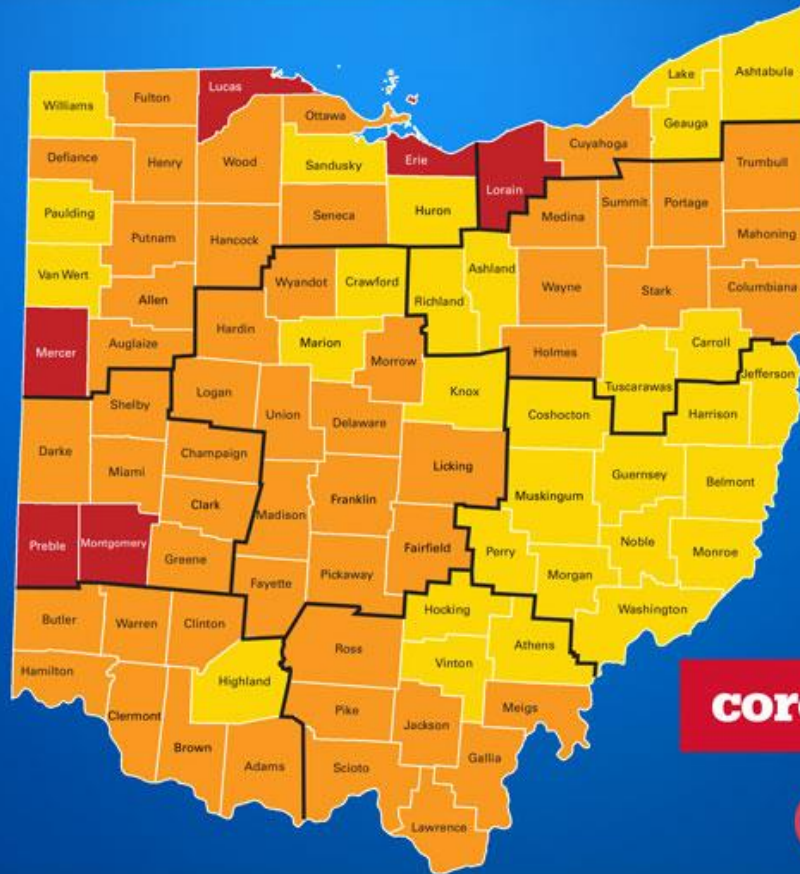 Lake
Ashtabula
Lucas
Williams
Fulton
Ottawa
Geauga
Cuyahoga
Defiance
Henry
Wood
Sandusky
Erie
Lorain
Trumbull
Paulding
Seneca
Huron
Medina
Summit
Portage
Putnam
Hancock
Mahoning
Van Wert
Allen
Wyandot
Crawford
Richland
Ashland
Wayne
Stark
Columbiana
Mercer
Auglaize
Hardin
Marion
Morrow
Holmes
Carroll
Jefferson
Tuscarawas
Shelby
Logan
Union
Knox
Coshocton
Harrison
Delaware
Darke
Miami
Champaign
Licking
Guernsey
Belmont
Clark
Madison
Franklin
Muskingum
Preble
Montgomery
Greene
Fairfield
Perry
Noble
Monroe
Fayette
Pickaway
Morgan
Butler
Warren
Clinton
Hocking
Washington
Ross
Athens
Hamilton
Highland
Vinton
Clermont
Pike
Jackson
Meigs
cor
Brown
Adams
Scioto
Gallia
Lawrence